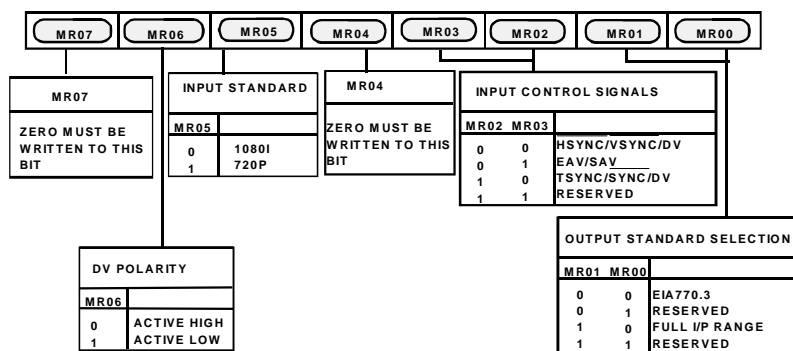 MR07 MR06 MR05 MR04 MR03 MR02 MR01 MR00
MR07
ZERO MUST BE
WRITTEN TO THIS
BIT
INPUT STANDARD
MR05
0 1080I
1 720P
MR04
ZERO MUST BE
WRITTEN TO THIS
BIT
INPUT CONTROL SIGNALS
MR02 MR03
0 0 HSYNC/VSYNC/DV
0 1 EAV/SAV
1 0 TSYNC/SYNC/DV
1 1 RESERVED
DV POLARITY
MR06
0 ACTIVE HIGH
1 ACTIVE LOW
OUTPUT STANDARD SELECTION
MR01 MR00
0 0 EIA770.3
0 1 RESERVED
1 0 FULL I/P RANGE
1 1 RESERVED